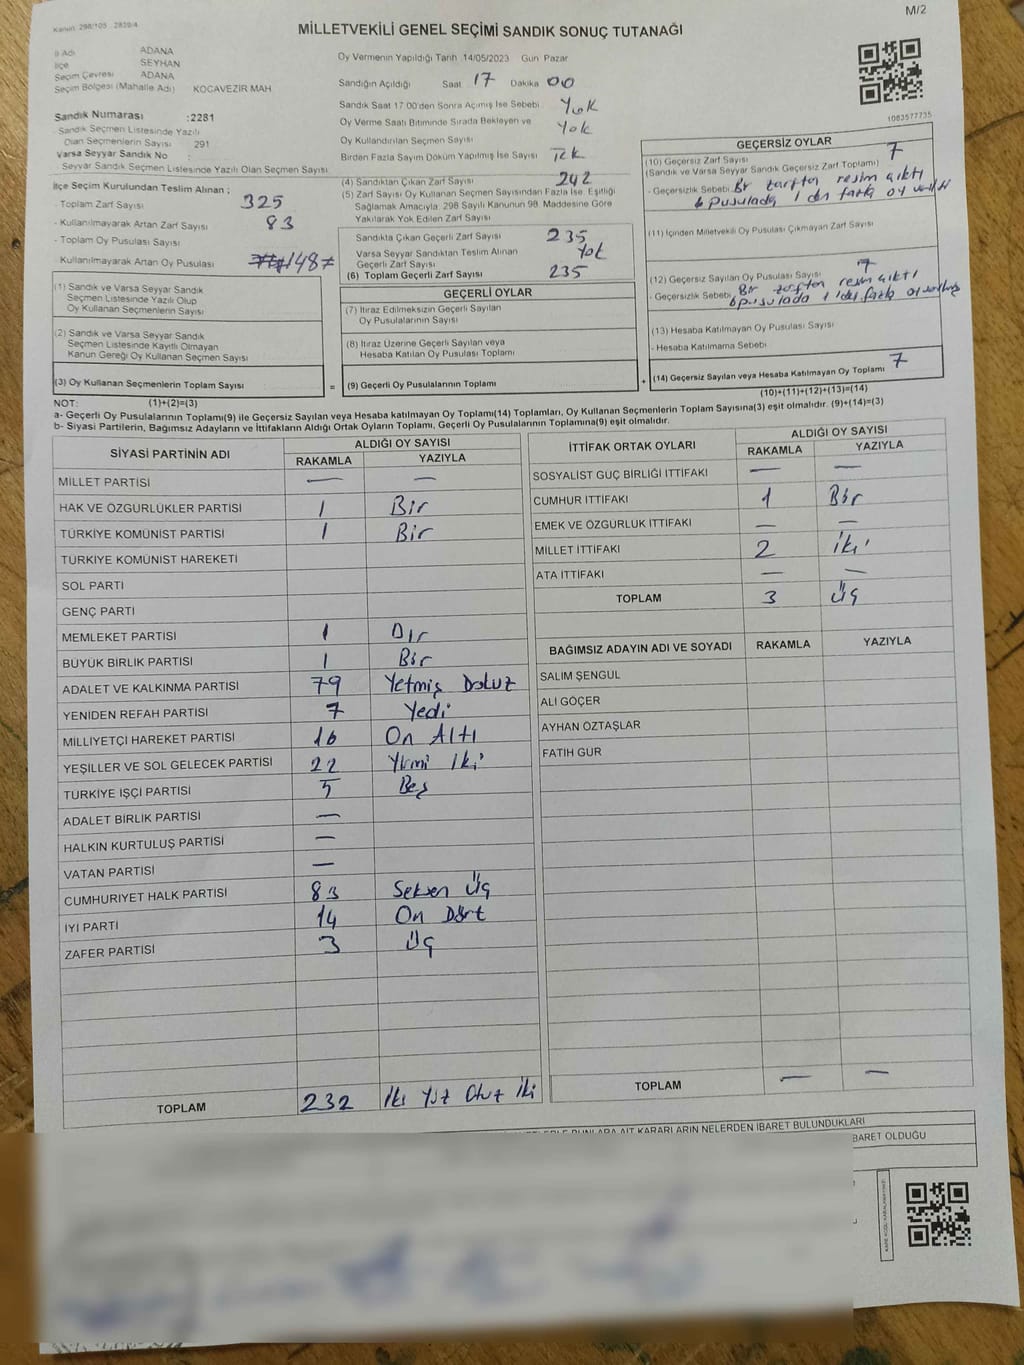 Kanun: 298/105 2839/4
M/2
MİLLETVEKİLİ GENEL SEÇİMİ SANDIK SONUÇ TUTANAĞI
İl Adı ADANA
İlçe SEYHAN
Seçim Çevresi ADANA
Seçim Bölgesi (Mahalle Adı) KOCAVEZİR MAH
Sandık Numarası :2281
Sandık Seçmen Listesinde Yazılı
Olan Seçmenlerin Sayısı 291
Varsa Seyyar Sandık No :
Seyyar Sandık Seçmen Listesinde Yazılı Olan Seçmen Sayısı
Oy Vermenin Yapıldığı Tarih 14/05/2023 Gün Pazar
Sandığın Açıldığı Saat 17 Dakika 00
Sandık Saat 17 00'den Sonra Açımış İse Sebebi Yok
Oy Verme Saati Bitiminde Sırada Bekleyen ve Yok
Oy Kullandırılan Seçmen Sayısı
Birden Fazla Sayım Döküm Yapılmış İse Sayısı Tek
1083577735
İlçe Seçim Kurulundan Teslim Alınan ;
- Toplam Zarf Sayısı 325
- Kullanılmayarak Artan Zarf Sayısı 83
- Toplam Oy Pusulası Sayısı
- Kullanılmayarak Artan Oy Pusulası
(4) Sandıktan Çıkan Zarf Sayısı 242
(5) Zarf Sayısı Oy Kullanan Seçmen Sayısından Fazla İse, Eşitliği
Sağlamak Amacıyla, 298 Sayılı Kanunun 98. Maddesine Göre
Yakılarak Yok Edilen Zarf Sayısı
Sandıkta Çıkan Geçerli Zarf Sayısı 235
Varsa Seyyar Sandıktan Teslim Alınan Yok
Geçerli Zarf Sayısı
(6) Toplam Geçerli Zarf Sayısı 235
GEÇERSİZ OYLAR
(10) Geçersiz Zarf Sayısı 7
(Sandık ve Varsa Seyyar Sandık Geçersiz Zarf Toplamı)
- Geçersizlik Sebebi Bir zarftan resim çıktı
6 pusulada 1 den fazla oy
(11) İçinden Milletvekili Oy Pusulası Çıkmayan Zarf Sayısı
(12) Geçersiz Sayılan Oy Pusulası Sayısı 7
- Geçersizlik Sebebi Bir zarftan resim çıktı
6 pusulada 1 den fazla oy
(13) Hesaba Katılmayan Oy Pusulası Sayısı
- Hesaba Katılmama Sebebi
(14) Geçersiz Sayılan veya Hesaba Katılmayan Oy Toplamı 7
(10)+(11)+(12)+(13)=(14)
(1) Sandık ve Varsa Seyyar Sandık
Seçmen Listesinde Yazılı Olup
Oy Kullanan Seçmenlerin Sayısı
(2) Sandık ve Varsa Seyyar Sandık
Seçmen Listesinde Kayıtlı Olmayan
Kanun Gereği Oy Kullanan Seçmen Sayısı
(3) Oy Kullanan Seçmenlerin Toplam Sayısı
(1)+(2)=(3)
GEÇERLİ OYLAR
(7) İtiraz Edilmeksizin Geçerli Sayılan
Oy Pusulalarının Sayısı
(8) İtiraz Üzerine Geçerli Sayılan veya
Hesaba Katılan Oy Pusulası Toplamı
= (9) Geçerli Oy Pusulalarının Toplamı +
NOT:
a- Geçerli Oy Pusulalarının Toplamı(9) ile Geçersiz Sayılan veya Hesaba katılmayan Oy Toplamı(14) Toplamları, Oy Kullanan Seçmenlerin Toplam Sayısına(3) eşit olmalıdır. (9)+(14)=(3)
b- Siyasi Partilerin, Bağımsız Adayların ve İttifakların Aldığı Ortak Oyların Toplamı, Geçerli Oy Pusulalarının Toplamına(9) eşit olmalıdır.
SİYASİ PARTİNİN ADI ALDIĞI OY SAYISI
RAKAMLA YAZIYLA
MİLLET PARTİSİ — —
HAK VE ÖZGÜRLÜKLER PARTİSİ 1 Bir
TÜRKİYE KOMÜNİST PARTİSİ 1 Bir
TÜRKİYE KOMÜNİST HAREKETİ
SOL PARTİ
GENÇ PARTİ
MEMLEKET PARTİSİ 1 Bir
BÜYÜK BİRLİK PARTİSİ 1 Bir
ADALET VE KALKINMA PARTİSİ 79 Yetmiş Dokuz
YENİDEN REFAH PARTİSİ 7 Yedi
MİLLİYETÇİ HAREKET PARTİSİ 16 On Altı
YEŞİLLER VE SOL GELECEK PARTİSİ 22 Yirmi İki
TÜRKİYE İŞÇİ PARTİSİ 5 Beş
ADALET BİRLİK PARTİSİ —
HALKIN KURTULUŞ PARTİSİ —
VATAN PARTİSİ —
CUMHURİYET HALK PARTİSİ 83 Seksen Üç
İYİ PARTİ 14 On Dört
ZAFER PARTİSİ 3 Üç
TOPLAM 232 İki Yüz Otuz İki
İTTİFAK ORTAK OYLARI ALDIĞI OY SAYISI
RAKAMLA YAZIYLA
SOSYALİST GÜÇ BİRLİĞİ İTTİFAKI — —
CUMHUR İTTİFAKI 1 Bir
EMEK VE ÖZGÜRLÜK İTTİFAKI — —
MİLLET İTTİFAKI 2 İki
ATA İTTİFAKI — —
TOPLAM 3 Üç
BAĞIMSIZ ADAYIN ADI VE SOYADI RAKAMLA YAZIYLA
SALİM ŞENGÜL
ALİ GÖÇER
AYHAN ÖZTAŞLAR
FATİH GÜR
TOPLAM — —
BUNLARA AİT KARARLARIN NELERDEN İBARET BULUNDUKLARI
BARET OLDUĞU